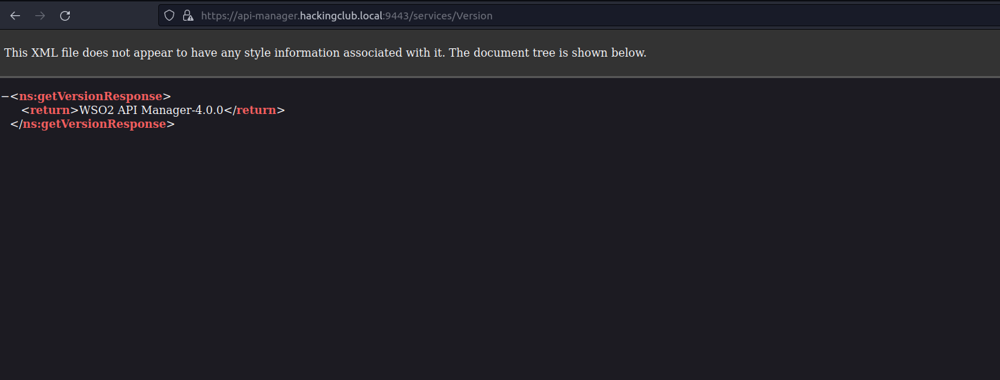 https://api-manager.hackingclub.local:9443/services/Version
This XML file does not appear to have any style information associated with it. The document tree is shown below.
−<ns:getVersionResponse>
<return>WSO2 API Manager-4.0.0</return>
</ns:getVersionResponse>